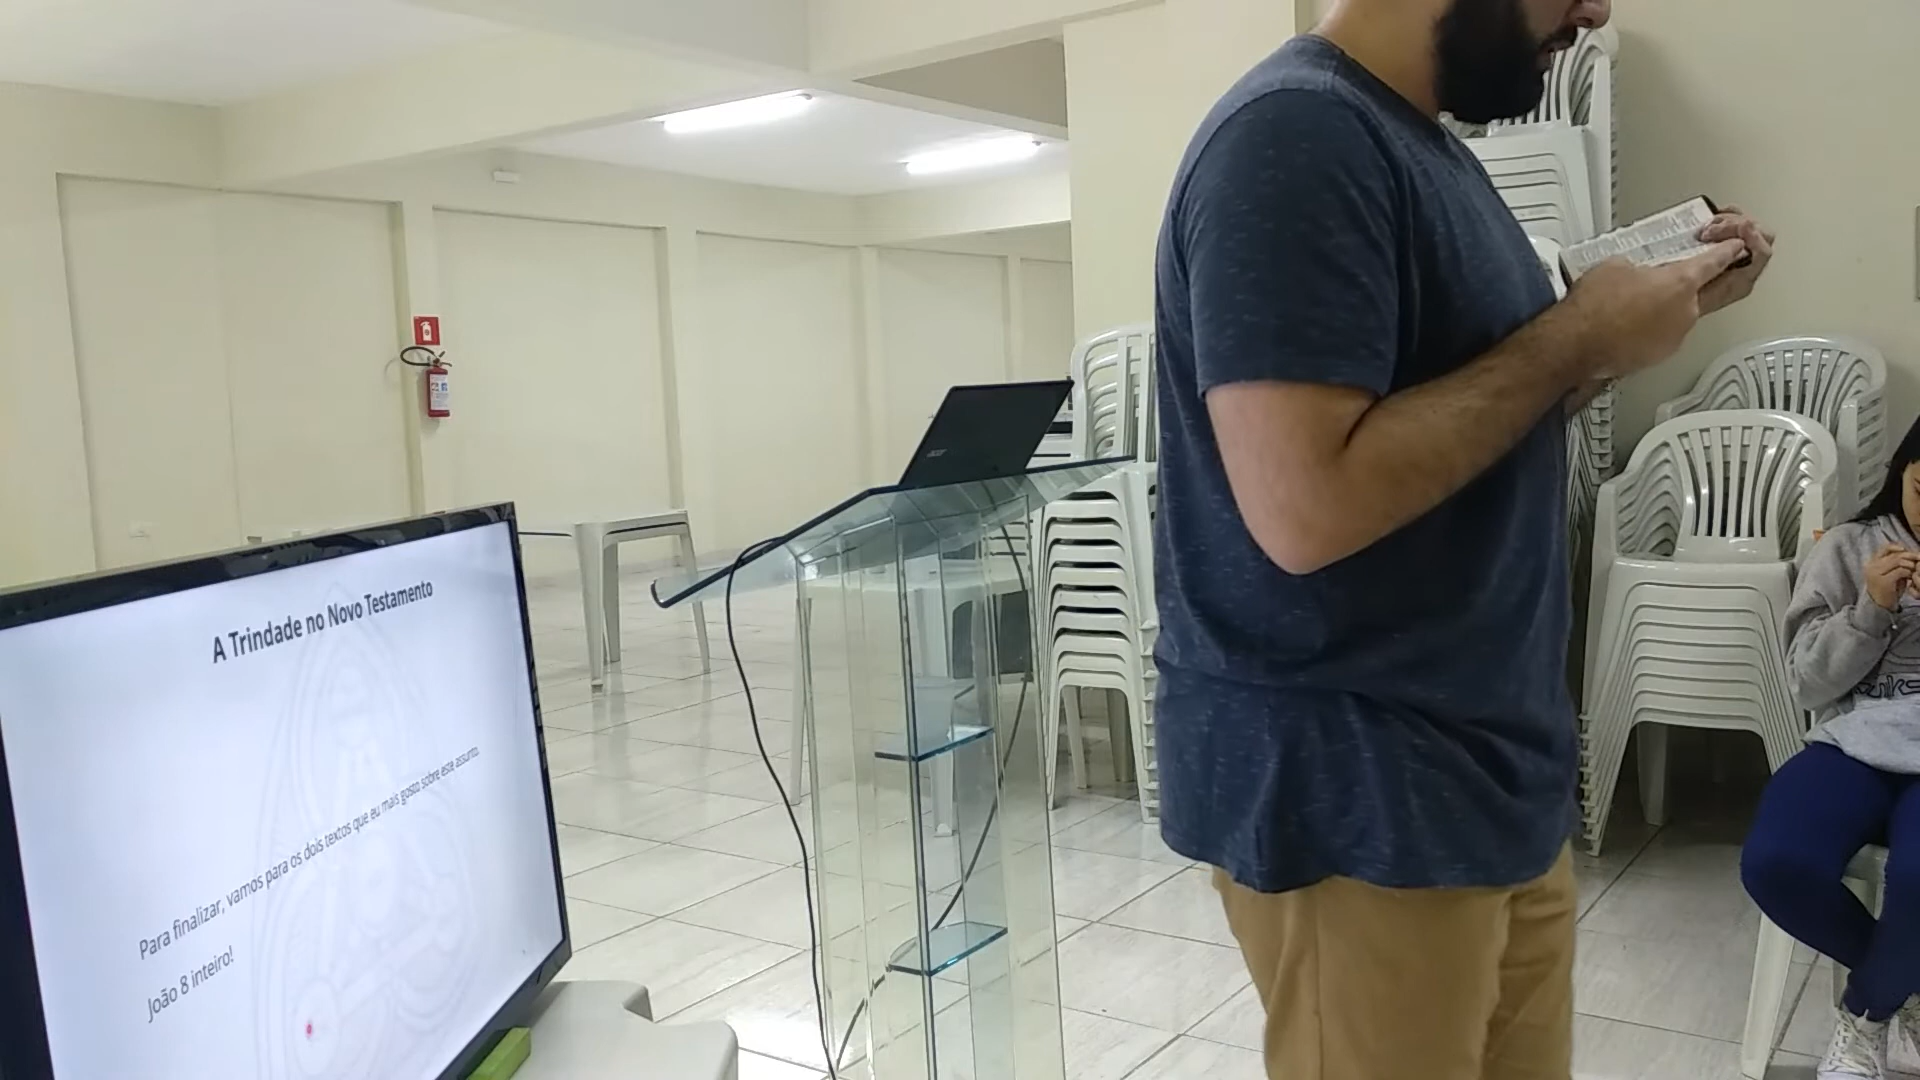 A Trindade no Novo Testamento
Para finalizar, vamos para os dois textos que eu mais gosto sobre este assunto.
João 8 inteiro!
acer